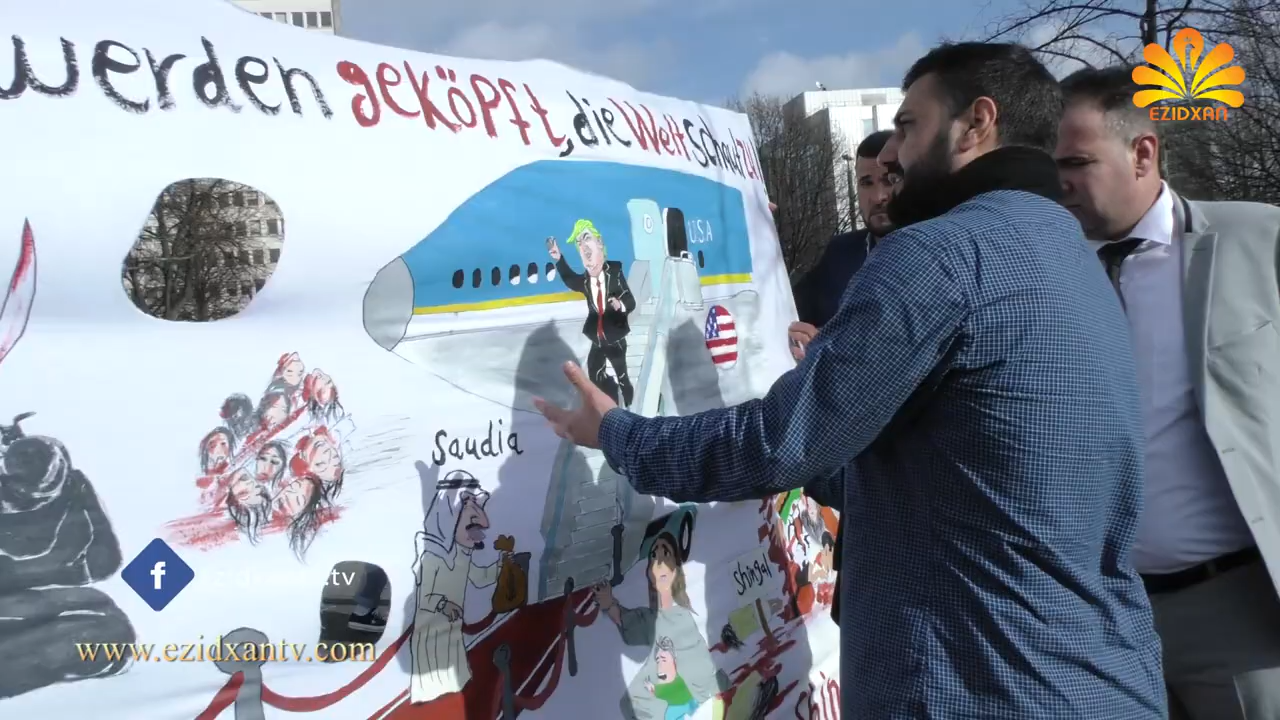 werden geköpft, die Welt schaut zu!
EZIDXAN
USA
Saudia
Shingal
www.ezidxantv.com